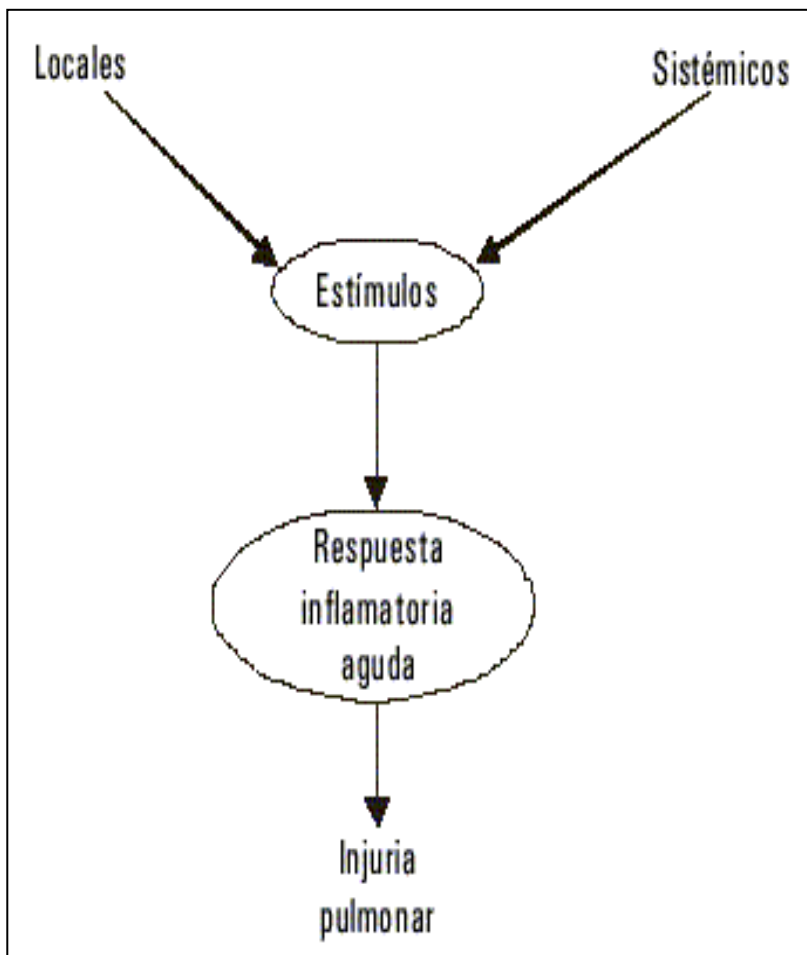 Locales
Sistémicos
Estímulos
Respuesta
inflamatoria
aguda
Injuria
pulmonar